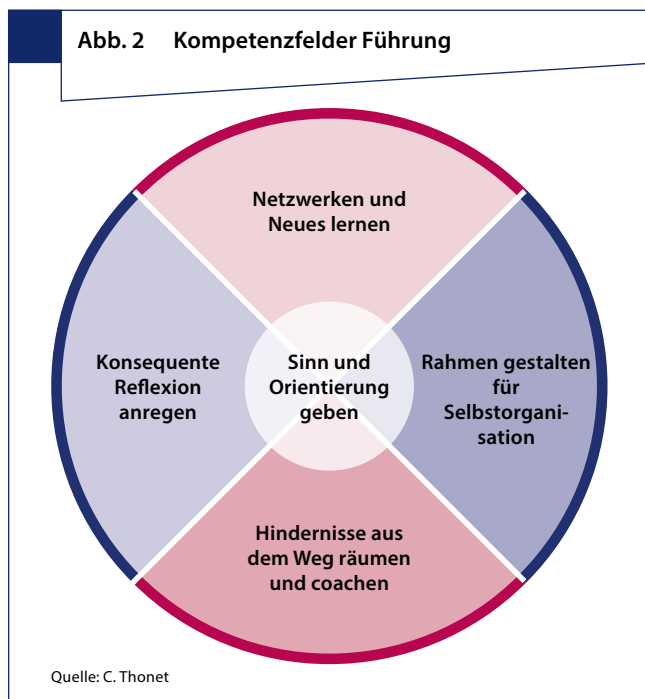 Abb. 2 Kompetenzfelder Führung
Netzwerken und
Neues lernen
Konsequente
Reflexion
anregen
Sinn und
Orientierung
geben
Rahmen gestalten
für
Selbstorgani-
sation
Hindernisse aus
dem Weg räumen
und coachen
Quelle: C. Thonet